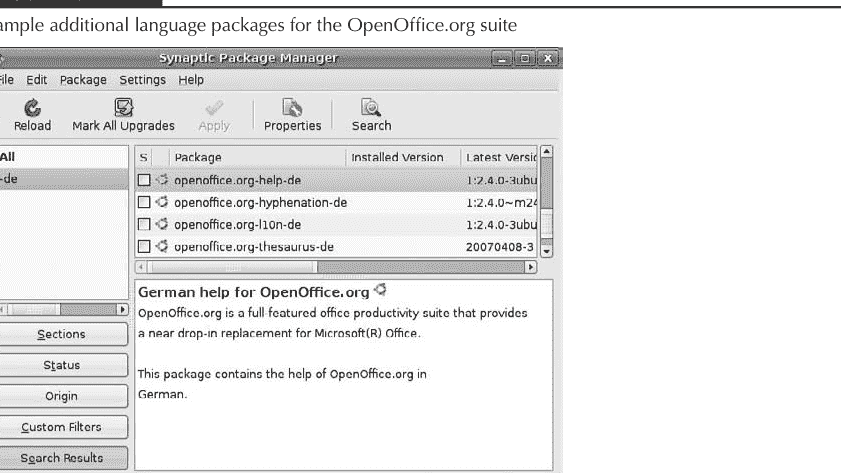 ample additional language packages for the OpenOffice.org suite
Synaptic Package Manager
File Edit Package Settings Help
Reload Mark All Upgrades Apply Properties Search
All
-de
S Package Installed Version Latest Versio
openoffice.org-help-de 1:2.4.0-3ubu
openoffice.org-hyphenation-de 1:2.4.0~m24
openoffice.org-l10n-de 1:2.4.0-3ubu
openoffice.org-thesaurus-de 20070408-3
German help for OpenOffice.org
OpenOffice.org is a full-featured office productivity suite that provides
a near drop-in replacement for Microsoft(R) Office.
This package contains the help of OpenOffice.org in
German.
Sections
Status
Origin
Custom Filters
Search Results